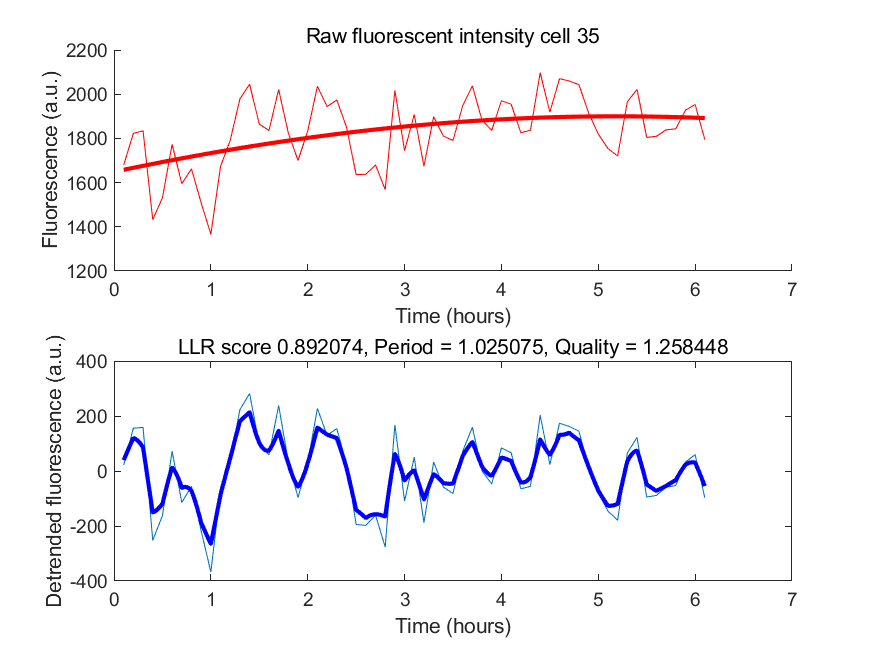 Raw fluorescent intensity cell 35
2200
2000
1800
1600
1400
1200
Fluorescence (a.u.)
0 1 2 3 4 5 6 7
Time (hours)
LLR score 0.892074, Period = 1.025075, Quality = 1.258448
400
200
0
-200
-400
Detrended fluorescence (a.u.)
0 1 2 3 4 5 6 7
Time (hours)